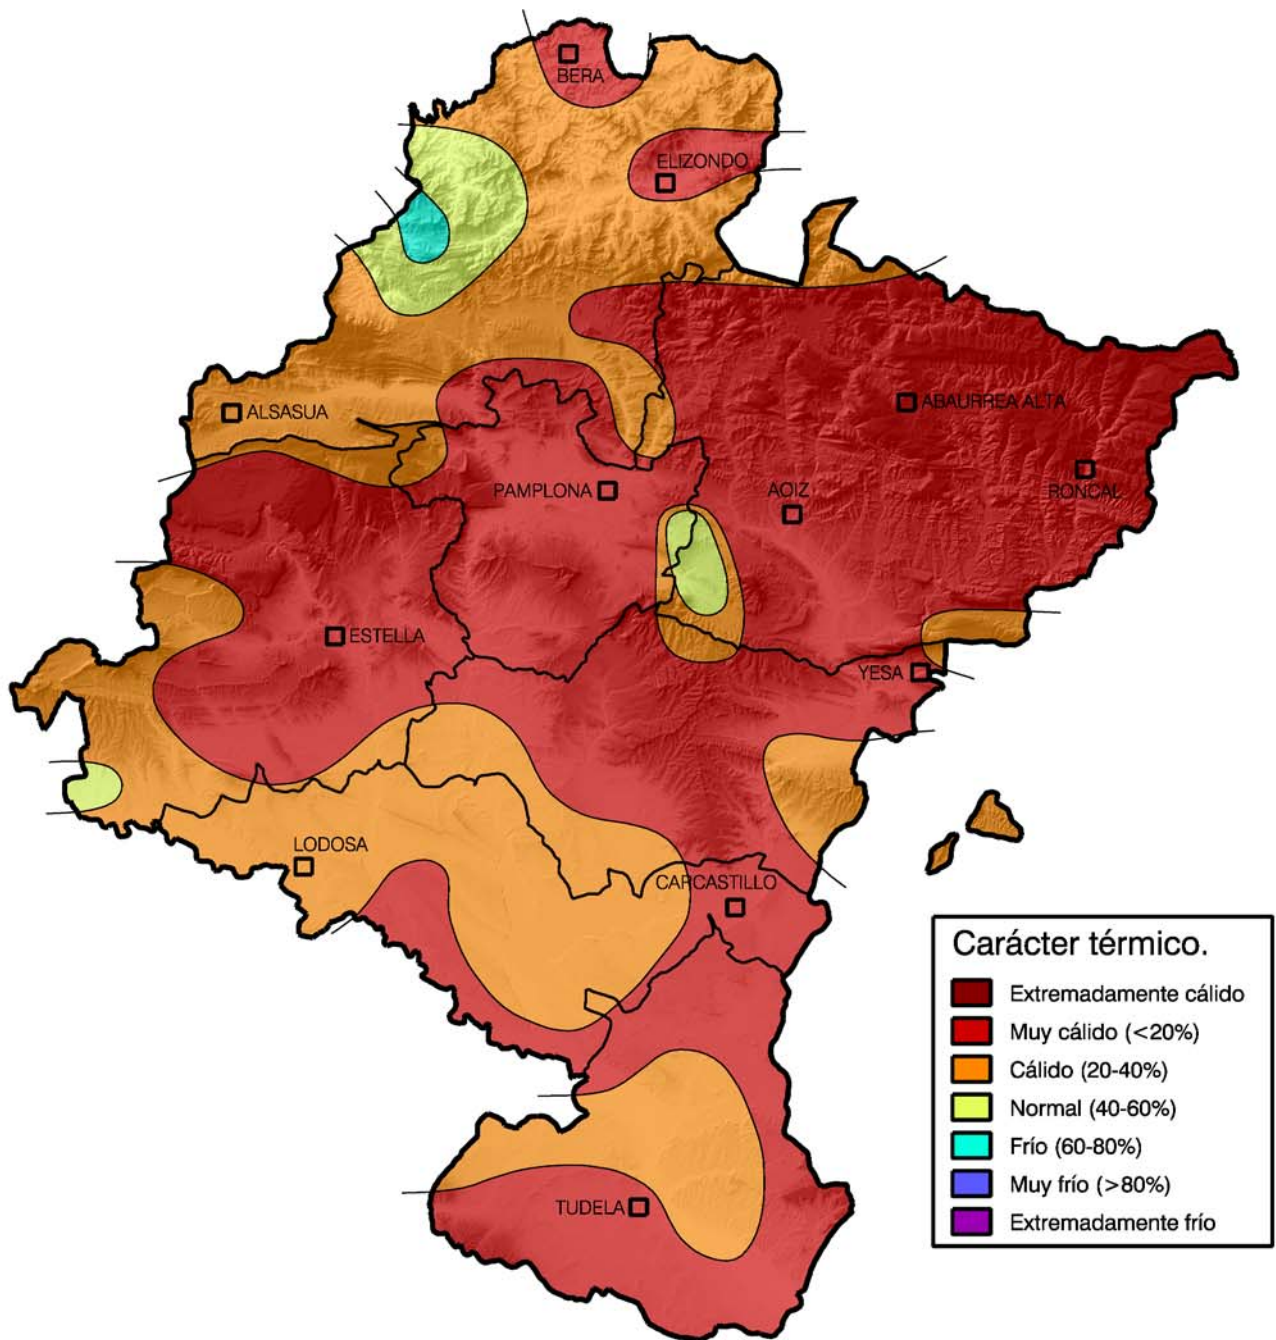 BERA
ELIZONDO
ALSASUA
ABAURREA ALTA
PAMPLONA
AOIZ
RONCAL
ESTELLA
YESA
LODOSA
CARCASTILLO
TUDELA
Carácter térmico.
Extremadamente cálido
Muy cálido (<20%)
Cálido (20-40%)
Normal (40-60%)
Frío (60-80%)
Muy frío (>80%)
Extremadamente frío